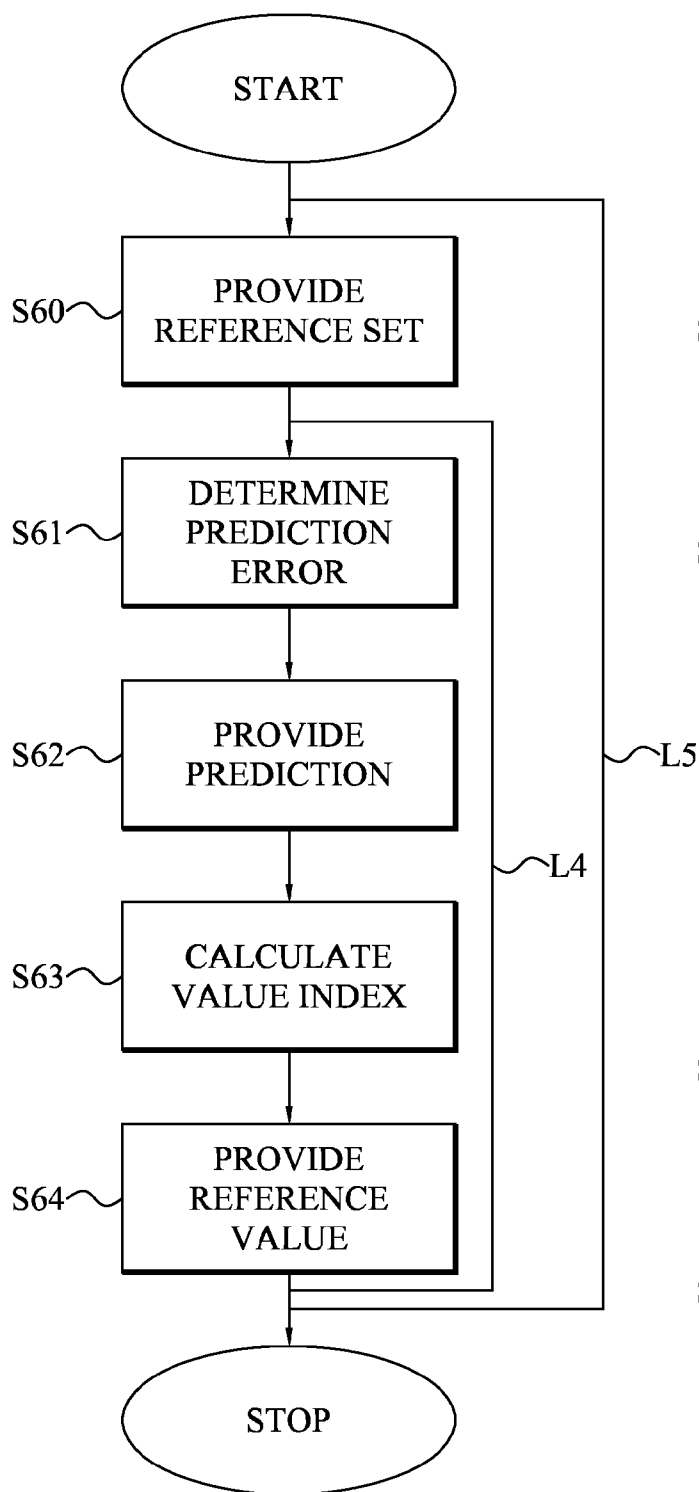 START
S60
PROVIDE
REFERENCE SET
S61
DETERMINE
PREDICTION
ERROR
S62
PROVIDE
PREDICTION
L5
L4
S63
CALCULATE
VALUE INDEX
S64
PROVIDE
REFERENCE
VALUE
STOP